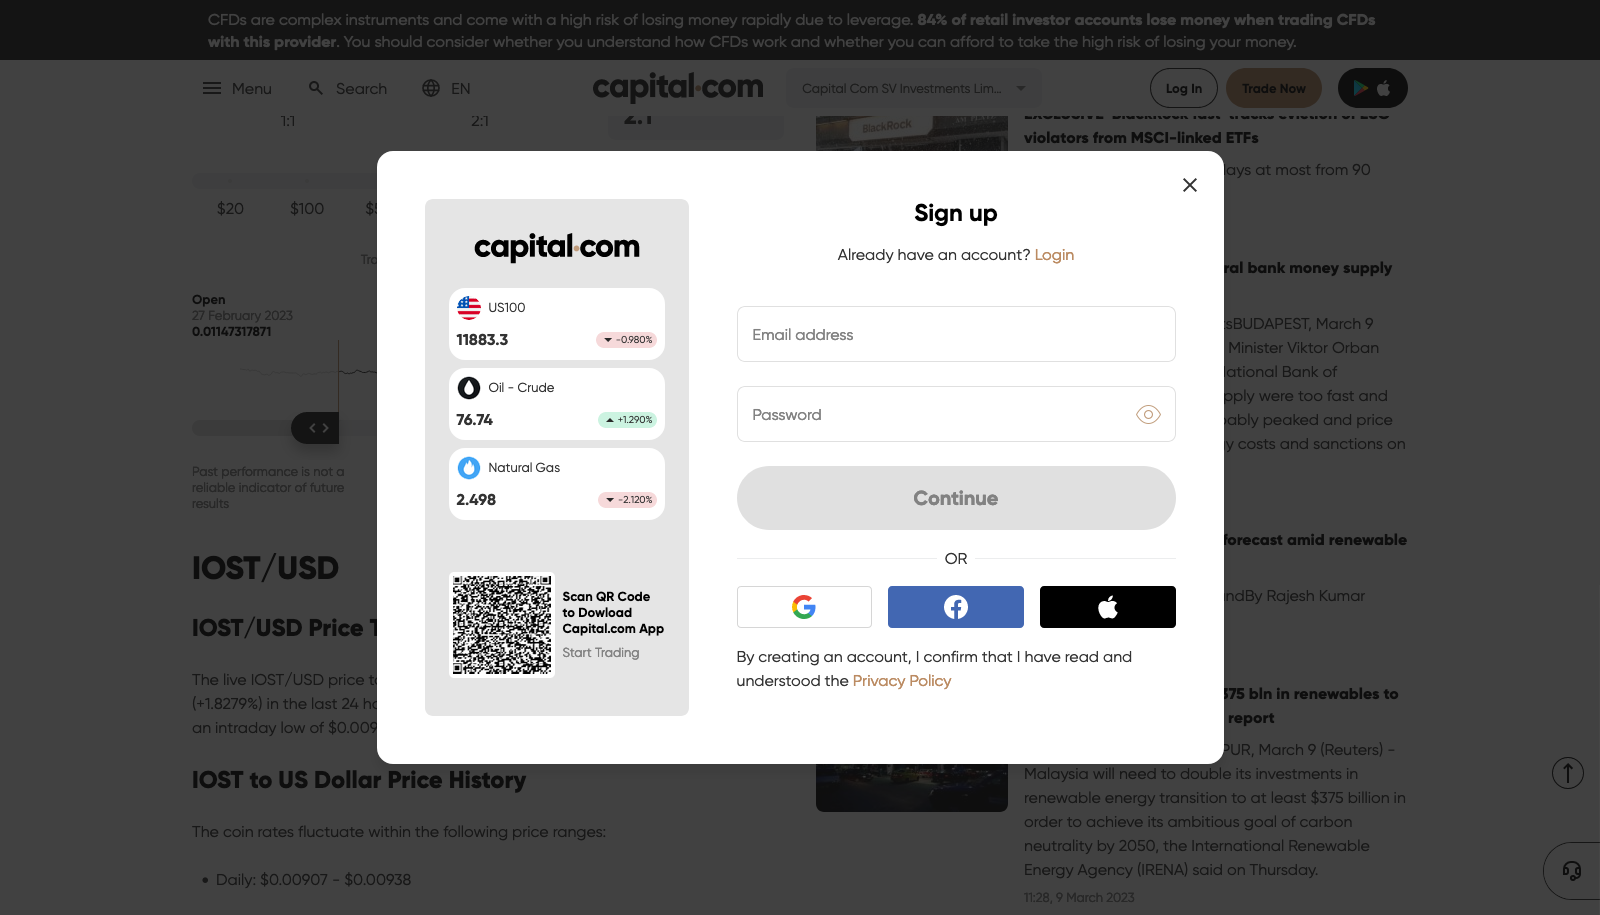 CFDs are complex instruments and come with a high risk of losing money rapidly due to leverage. 84% of retail investor accounts lose money when trading CFDs
with this provider. You should consider whether you understand how CFDs work and whether you can afford to take the high risk of losing your money.
Menu
Search
EN
capital.com
Capital Com SV Investments Lim...
Log In
Trade Now
1:1
2:1
2:1
$20
$100
Open
27 February 2023
0.01147317871
Past performance is not a
reliable indicator of future
results
IOST/USD
IOST/USD Price
The live IOST/USD price
(+1.8279%) in the last 24
an intraday low of
IOST to US Dollar Price History
The coin rates fluctuate within the following price ranges:
• Daily: $0.00907 - $0.00938
capital.com
US100
11883.3
-0.980%
Oil - Crude
76.74
+1.290%
Natural Gas
2.498
-2.120%
Scan QR Code
to Dowload
Capital.com App
Start Trading
Sign up
Already have an account? Login
Email address
Password
Continue
OR
By creating an account, I confirm that I have read and
understood the Privacy Policy
BlackRock
violators from MSCI-linked ETFs
at most from 90
bank money supply
BUDAPEST, March 9
Minister Viktor Orban
National Bank of
were too fast and
peaked and price
costs and sanctions on
forecast amid renewable
By Rajesh Kumar
bln in renewables to
report
March 9 (Reuters) -
Malaysia will need to double its investments in
renewable energy transition to at least $375 billion in
order to achieve its ambitious goal of carbon
neutrality by 2050, the International Renewable
Energy Agency (IRENA) said on Thursday.
11:28, 9 March 2023